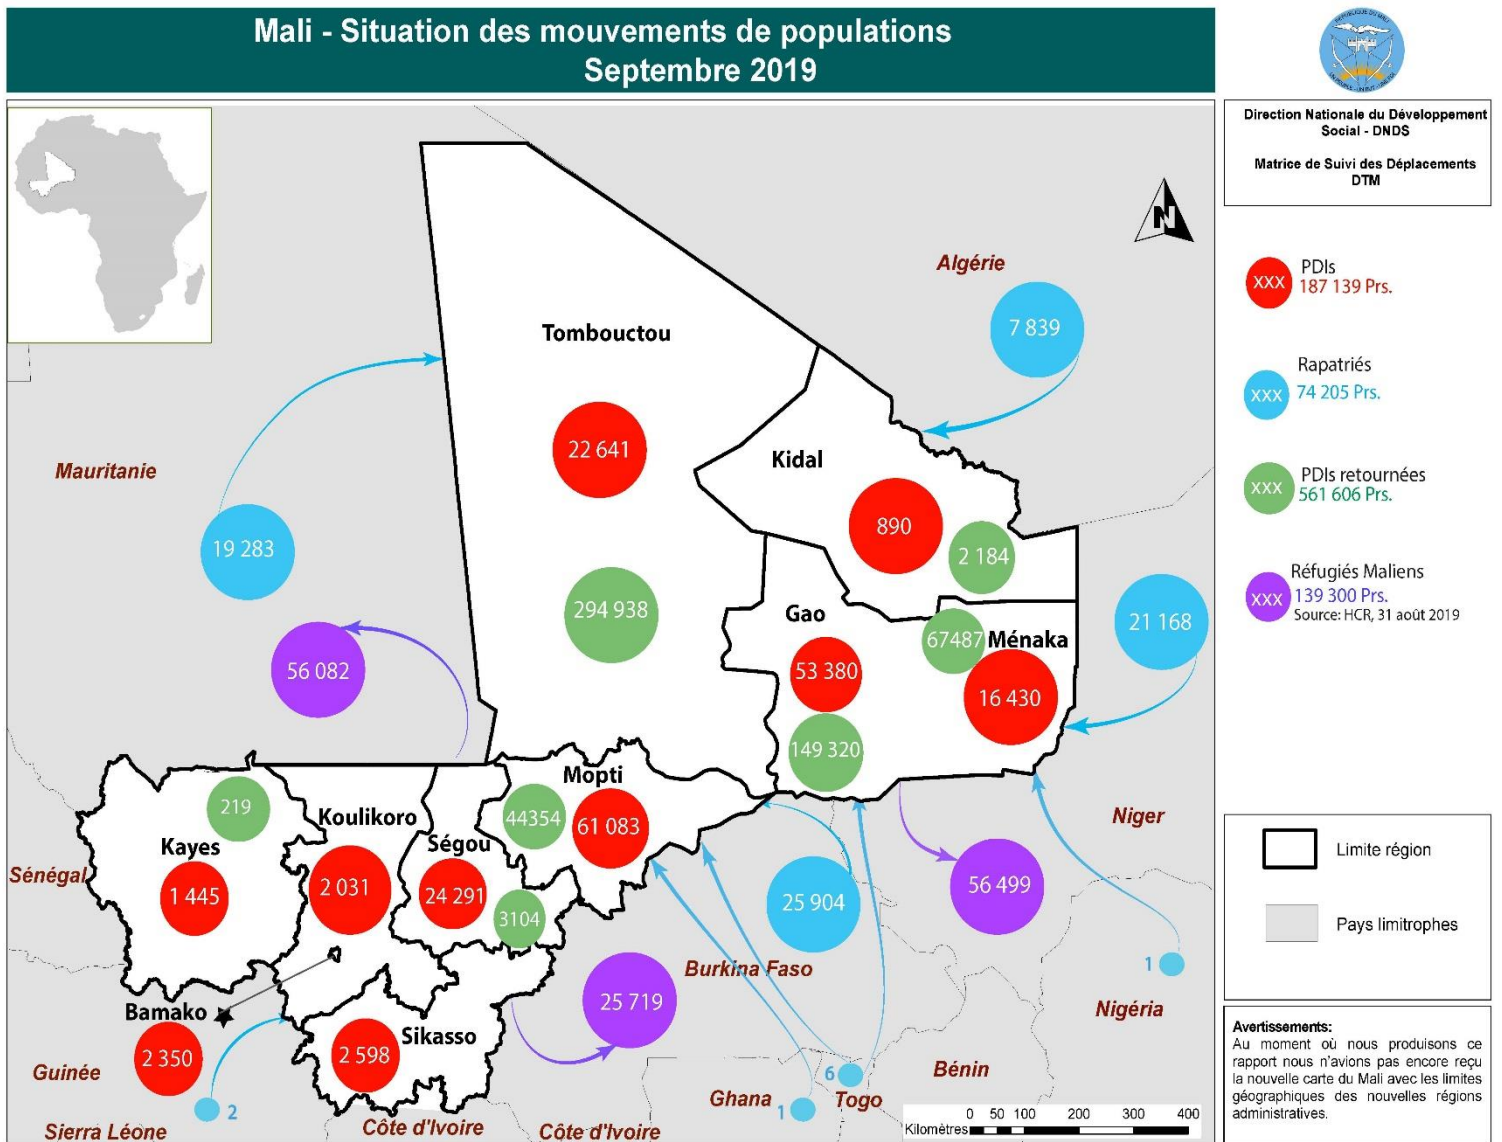 Mali - Situation des mouvements de populations
Septembre 2019
Direction Nationale du Développement
Social - DNDS
Matrice de Suivi des Déplacements
DTM
XXX
PDIs
187 139 Prs.
XXX
Rapatriés
74 205 Prs.
XXX
PDIs retournées
561 606 Prs.
XXX
Réfugiés Maliens
139 300 Prs.
Source: HCR, 31 août 2019
Limite région
Pays limitrophes
Avertissements:
Au moment où nous produisons ce
rapport nous n'avions pas encore reçu
la nouvelle carte du Mali avec les limites
géographiques des nouvelles régions
administratives.
N
Algérie
7 839
Tombouctou
22 641
294 938
Kidal
890
2 184
Mauritanie
19 283
56 082
Gao
53 380
149 320
67487
Ménaka
16 430
21 168
Mopti
44354
61 083
Kayes
219
1 445
Koulikoro
2 031
Ségou
24 291
3104
Sénégal
Niger
56 499
25 904
Burkina Faso
25 719
Bamako
2 350
Sikasso
2 598
Guinée
2
Sierra Léone
Côte d'Ivoire
Côte d'Ivoire
Ghana
1
6
Togo
Bénin
1
Nigéria
0 50 100 200 300 400
Kilomètres